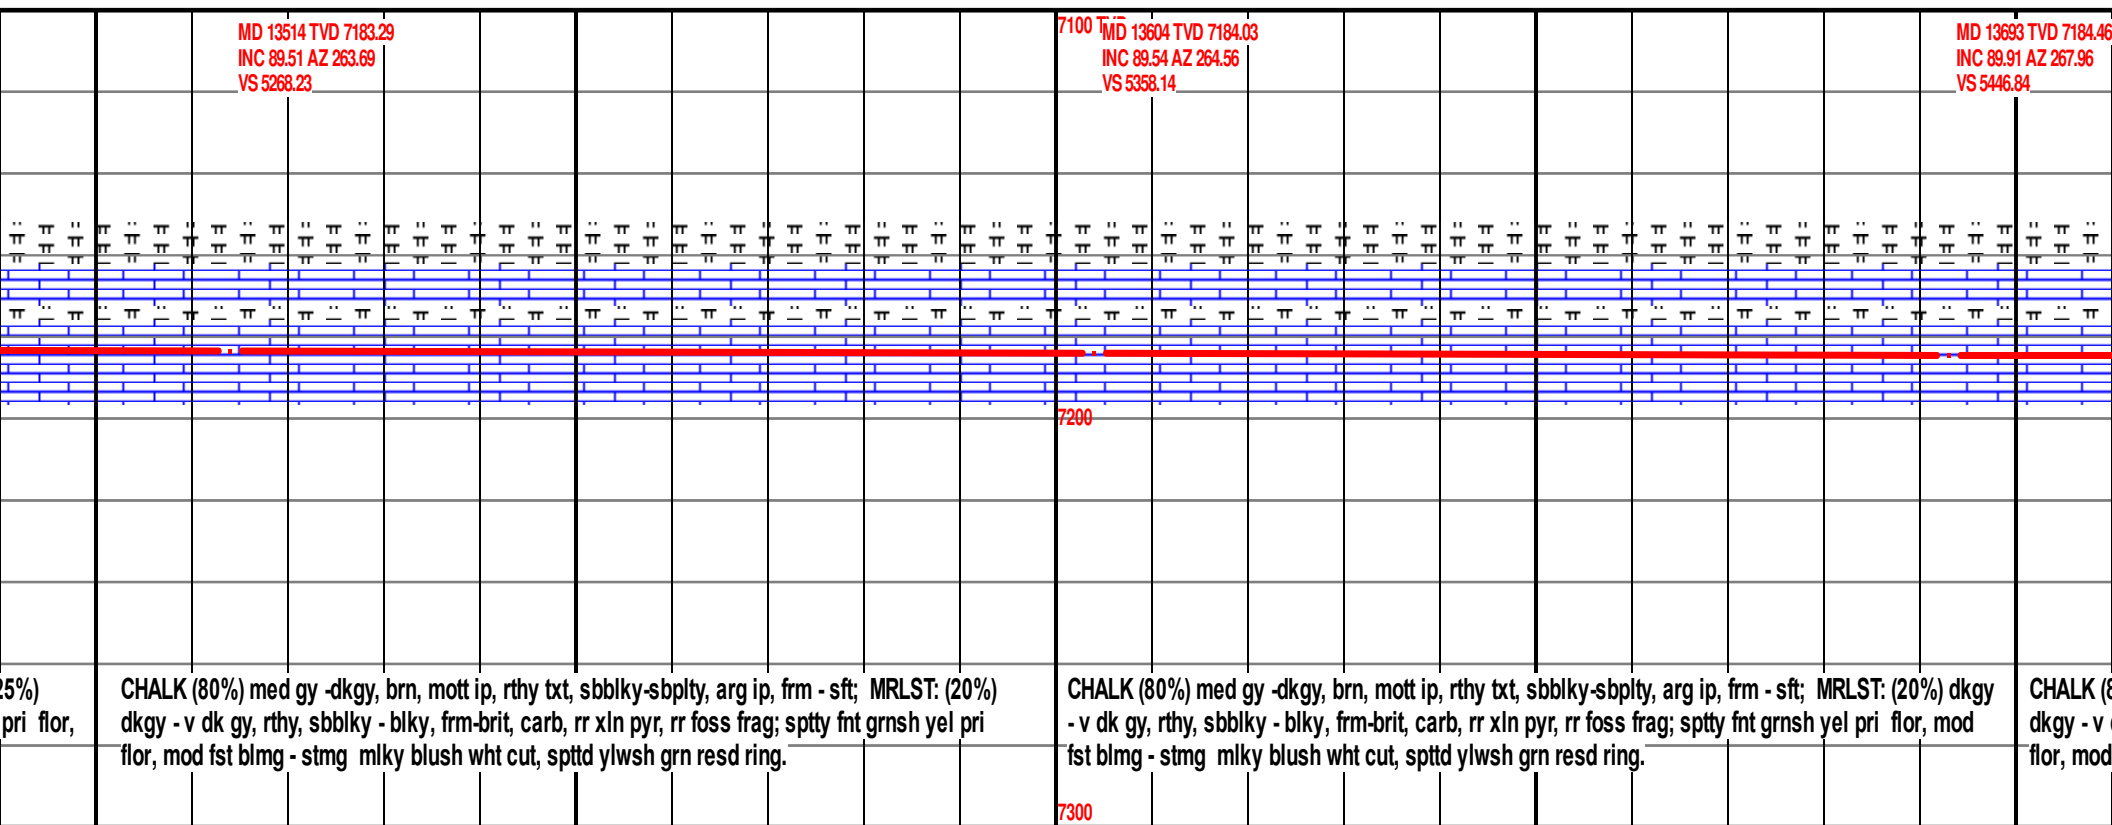 MD 13514 TVD 7183.29
INC 89.51 AZ 263.69
VS 5268.23
7100
MD 13604 TVD 7184.03
INC 89.54 AZ 264.56
VS 5358.14
MD 13693 TVD 7184.46
INC 89.91 AZ 267.96
VS 5446.84
7200
25%)
pri flor,
CHALK (80%) med gy -dkgy, brn, mott ip, rthy txt, sbblky-sbplty, arg ip, frm - sft; MRLST: (20%)
dkgy - v dk gy, rthy, sbblky - blky, frm-brit, carb, rr xln pyr, rr foss frag; sptty fnt grnsh yel pri
flor, mod fst blmg - stmg mlky blush wht cut, spttd ylwsh grn resd ring.
CHALK (80%) med gy -dkgy, brn, mott ip, rthy txt, sbblky-sbplty, arg ip, frm - sft; MRLST: (20%) dkgy
- v dk gy, rthy, sbblky - blky, frm-brit, carb, rr xln pyr, rr foss frag; sptty fnt grnsh yel pri flor, mod
fst blmg - stmg mlky blush wht cut, spttd ylwsh grn resd ring.
CHALK (8
dkgy - v
flor, mod
7300